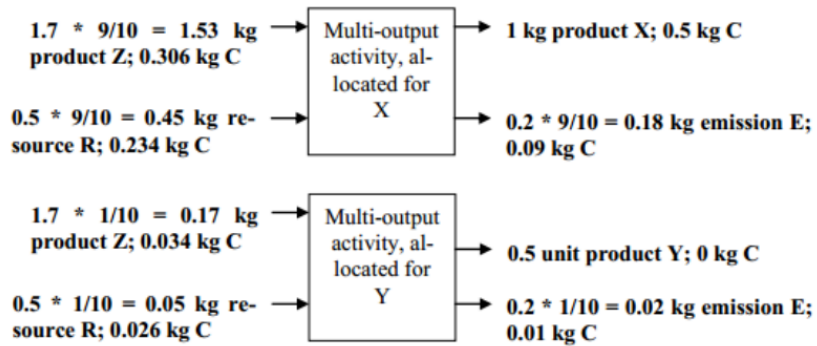 1.7 * 9/10 = 1.53 kg
product Z; 0.306 kg C
0.5 * 9/10 = 0.45 kg re-
source R; 0.234 kg C
Multi-output
activity, al-
located for
X
1 kg product X; 0.5 kg C
0.2 * 9/10 = 0.18 kg emission E;
0.09 kg C
1.7 * 1/10 = 0.17 kg
product Z; 0.034 kg C
0.5 * 1/10 = 0.05 kg re-
source R; 0.026 kg C
Multi-output
activity, al-
located for
Y
0.5 unit product Y; 0 kg C
0.2 * 1/10 = 0.02 kg emission E;
0.01 kg C